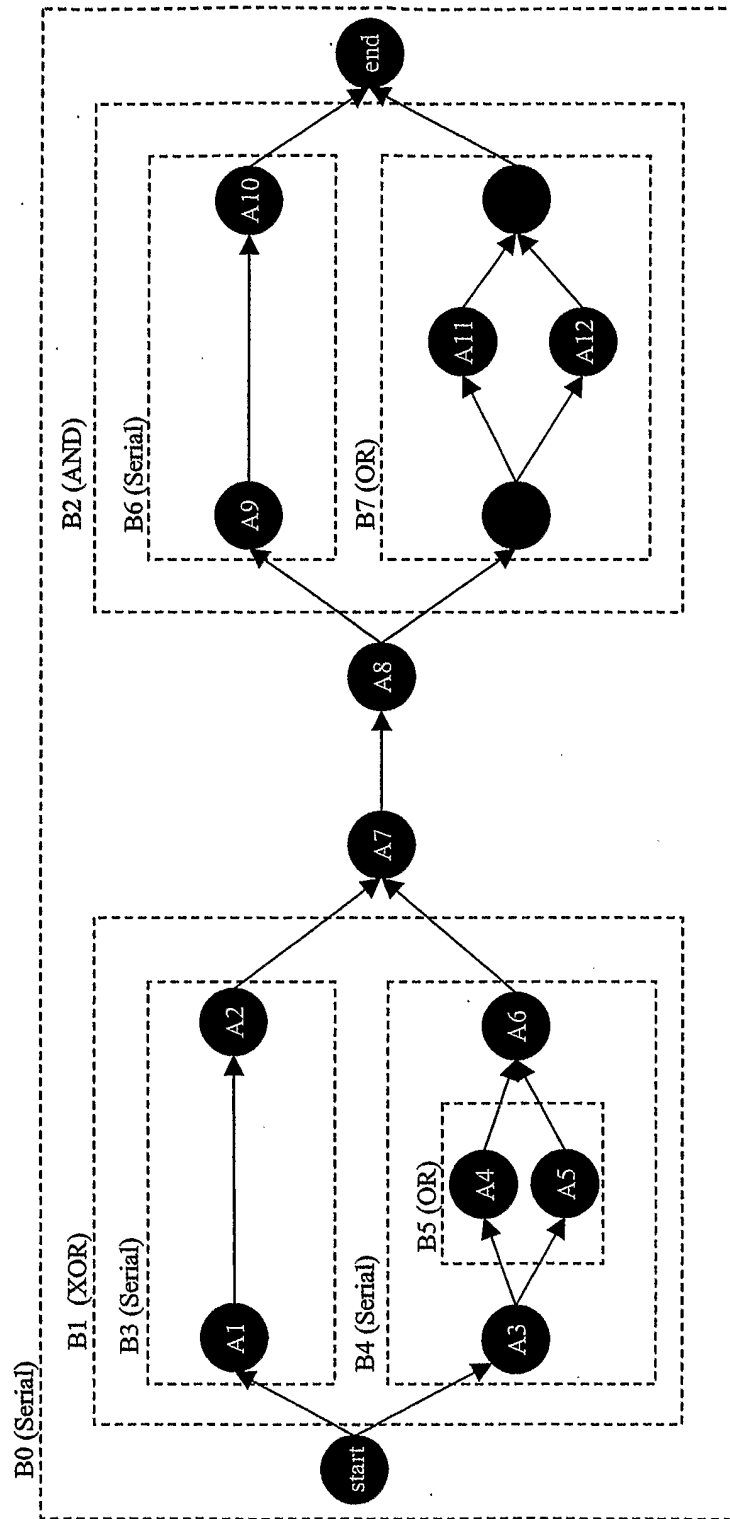 B0 (Serial)
B1 (XOR)
B3 (Serial)
B4 (Serial)
B5 (OR)
start
A1
A2
A3
A4
A5
A6
A7
A8
B2 (AND)
B6 (Serial)
B7 (OR)
A9
A10
A11
A12
end